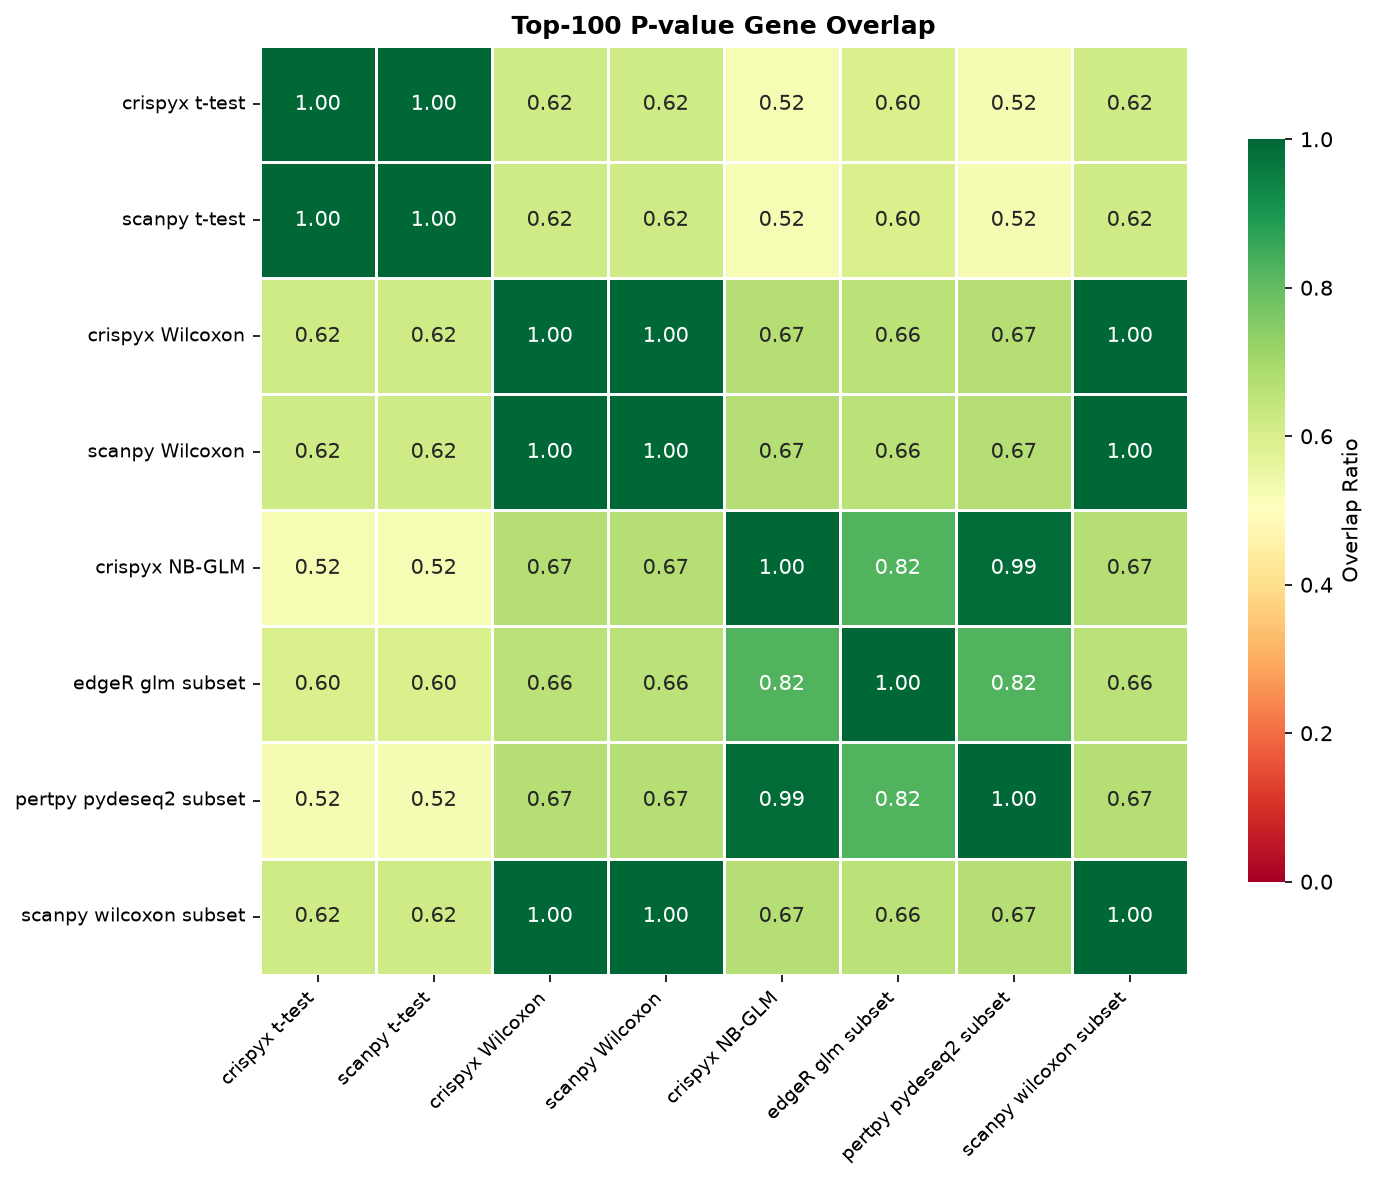 Top-100 P-value Gene Overlap
crispyx t-test 1.00 1.00 0.62 0.62 0.52 0.60 0.52 0.62
scanpy t-test 1.00 1.00 0.62 0.62 0.52 0.60 0.52 0.62
crispyx Wilcoxon 0.62 0.62 1.00 1.00 0.67 0.66 0.67 1.00
scanpy Wilcoxon 0.62 0.62 1.00 1.00 0.67 0.66 0.67 1.00
crispyx NB-GLM 0.52 0.52 0.67 0.67 1.00 0.82 0.99 0.67
edgeR glm subset 0.60 0.60 0.66 0.66 0.82 1.00 0.82 0.66
pertpy pydeseq2 subset 0.52 0.52 0.67 0.67 0.99 0.82 1.00 0.67
scanpy wilcoxon subset 0.62 0.62 1.00 1.00 0.67 0.66 0.67 1.00
crispyx t-test
scanpy t-test
crispyx Wilcoxon
scanpy Wilcoxon
crispyx NB-GLM
edgeR glm subset
pertpy pydeseq2 subset
scanpy wilcoxon subset
1.0
0.8
0.6
0.4
0.2
0.0
Overlap Ratio